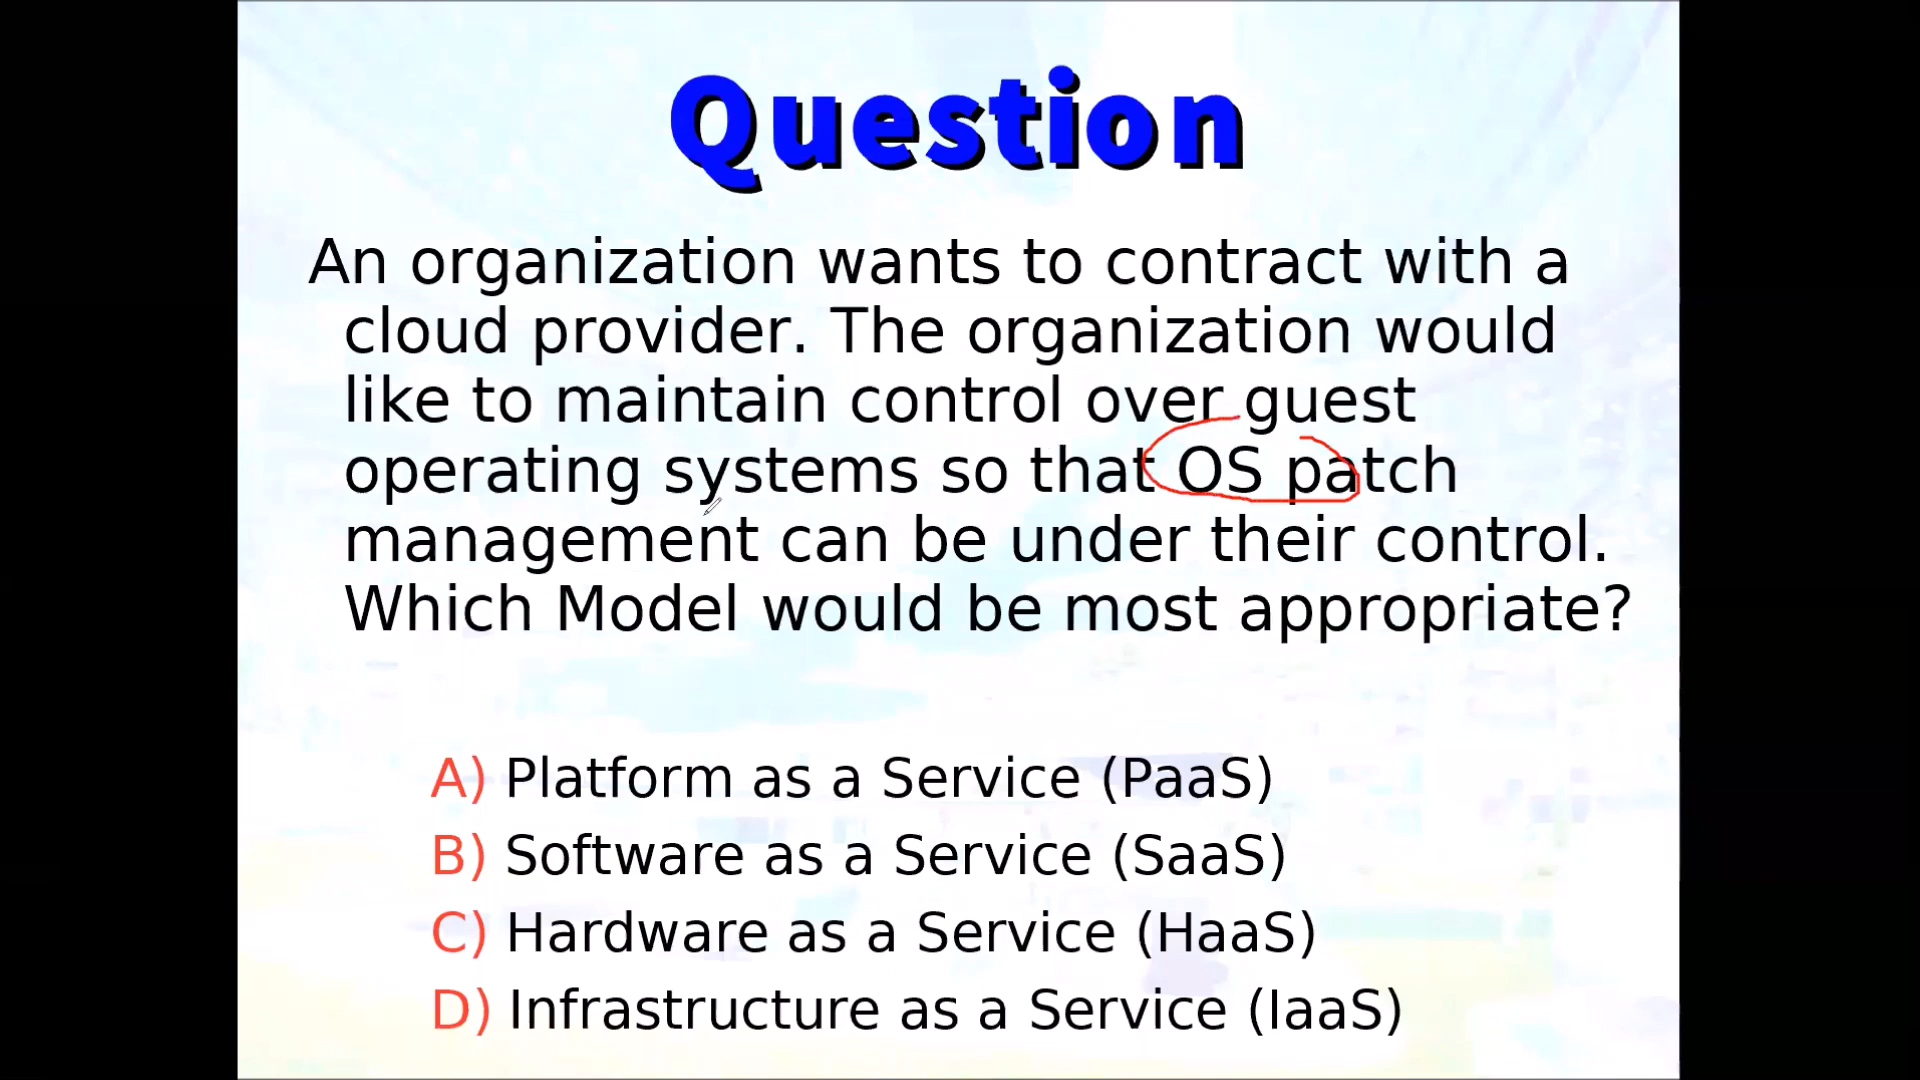 Question
An organization wants to contract with a
cloud provider. The organization would
like to maintain control over guest
operating systems so that OS patch
management can be under their control.
Which Model would be most appropriate?
A) Platform as a Service (PaaS)
B) Software as a Service (SaaS)
C) Hardware as a Service (HaaS)
D) Infrastructure as a Service (IaaS)